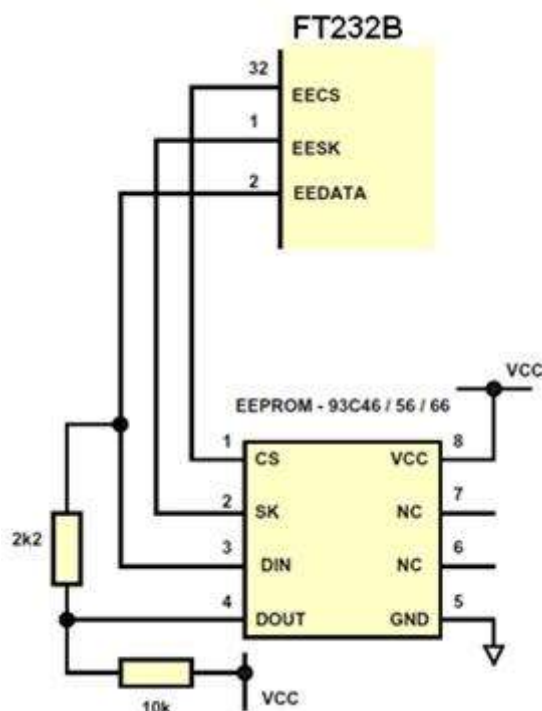 FT232B
32
EECS
1
EESK
2
EEDATA
VCC
EEPROM - 93C46 / 56 / 66
1 CS VCC 8
2 SK NC 7
3 DIN NC 6
4 DOUT GND 5
2k2
10k
VCC